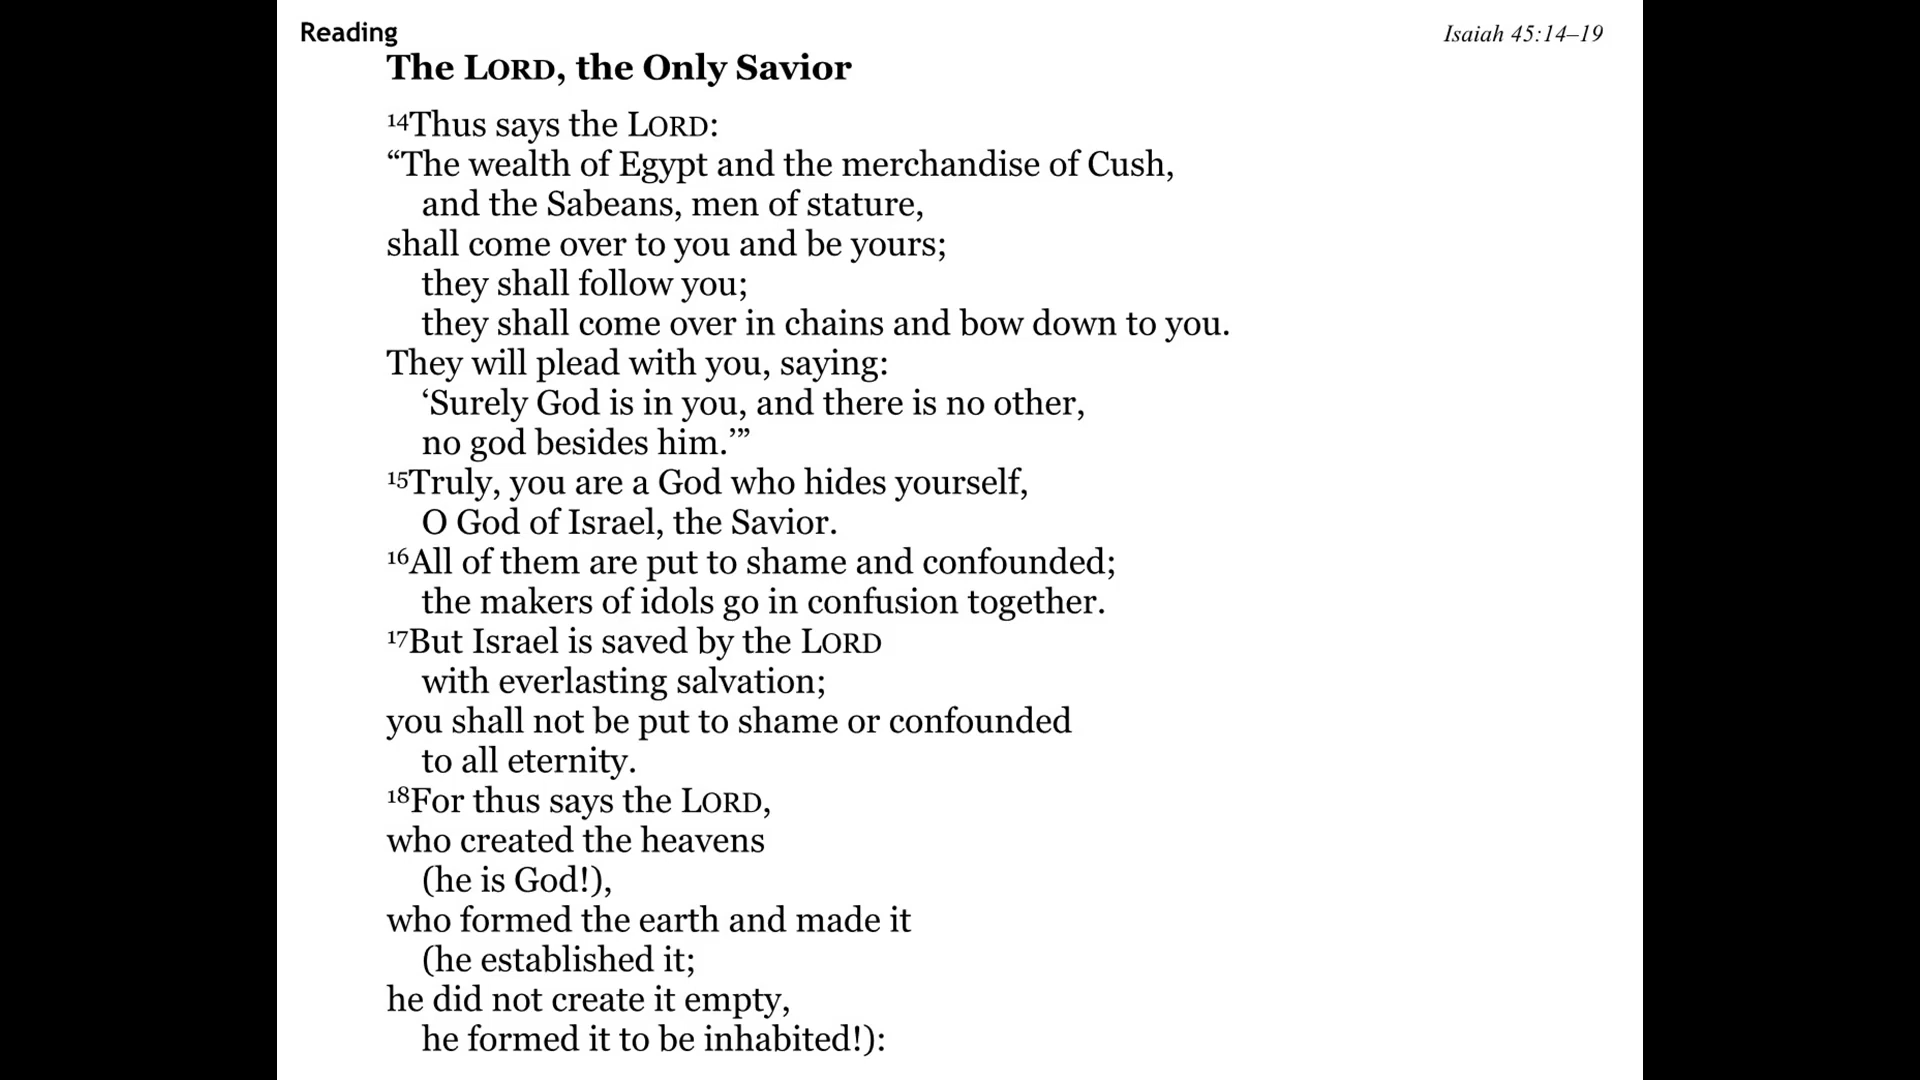 Reading
Isaiah 45:14–19
The LORD, the Only Savior
14Thus says the LORD:
“The wealth of Egypt and the merchandise of Cush,
and the Sabeans, men of stature,
shall come over to you and be yours;
they shall follow you;
they shall come over in chains and bow down to you.
They will plead with you, saying:
‘Surely God is in you, and there is no other,
no god besides him.’”
15Truly, you are a God who hides yourself,
O God of Israel, the Savior.
16All of them are put to shame and confounded;
the makers of idols go in confusion together.
17But Israel is saved by the LORD
with everlasting salvation;
you shall not be put to shame or confounded
to all eternity.
18For thus says the LORD,
who created the heavens
(he is God!),
who formed the earth and made it
(he established it;
he did not create it empty,
he formed it to be inhabited!):